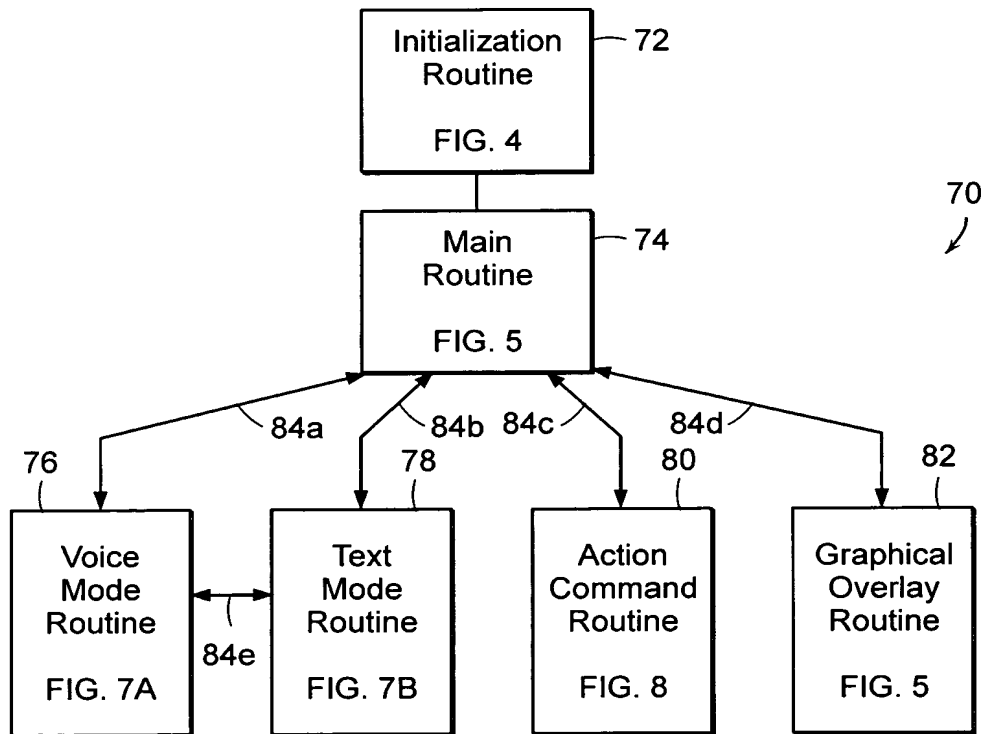 Initialization
Routine
FIG. 4
72
70
Main
Routine
FIG. 5
74
84a
84b
84c
84d
76
78
80
82
Voice
Mode
Routine
FIG. 7A
84e
Text
Mode
Routine
FIG. 7B
Action
Command
Routine
FIG. 8
Graphical
Overlay
Routine
FIG. 5